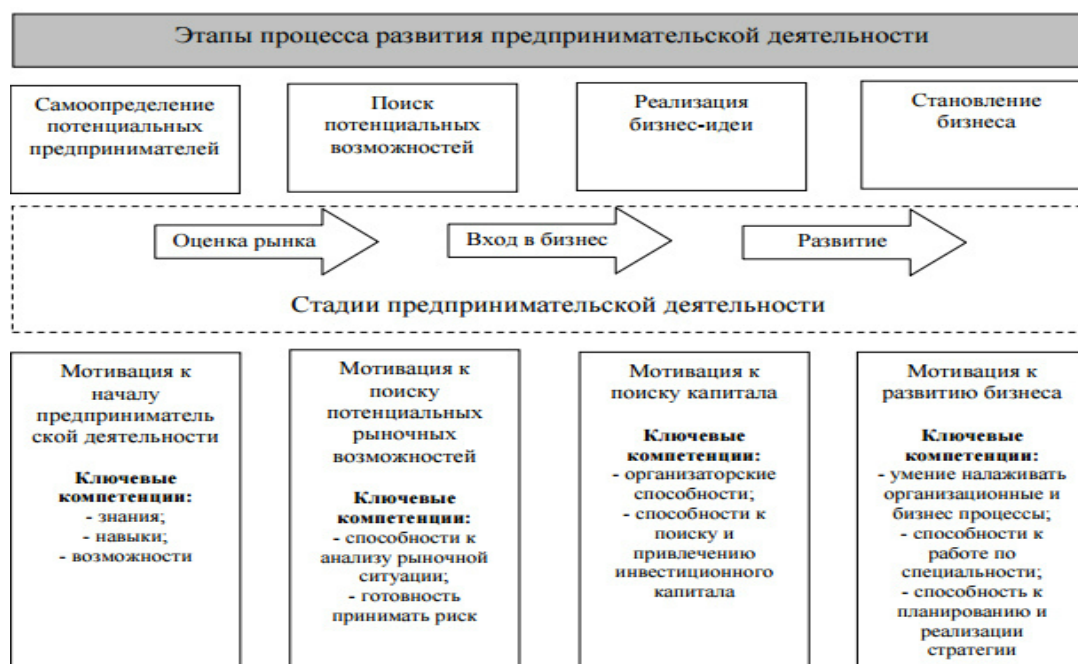 Этапы процесса развития предпринимательской деятельности
Самоопределение
потенциальных
предпринимателей
Поиск
потенциальных
возможностей
Реализация
бизнес-идеи
Становление
бизнеса
Оценка рынка
Вход в бизнес
Развитие
Стадии предпринимательской деятельности
Мотивация к
началу
предприниматель
ской деятельности
Ключевые
компетенции:
- знания;
- навыки;
- возможности
Мотивация к
поиску
потенциальных
рыночных
возможностей
Ключевые
компетенции:
- способности к
анализу рыночной
ситуации;
- готовность
принимать риск
Мотивация к
поиску капитала
Ключевые
компетенции:
- организаторские
способности;
- способности к
поиску и
привлечению
инвестиционного
капитала
Мотивация к
развитию бизнеса
Ключевые
компетенции:
- умение налаживать
организационные и
бизнес процессы;
- способности к
работе по
специальности;
- способность к
планированию и
реализации
стратегии